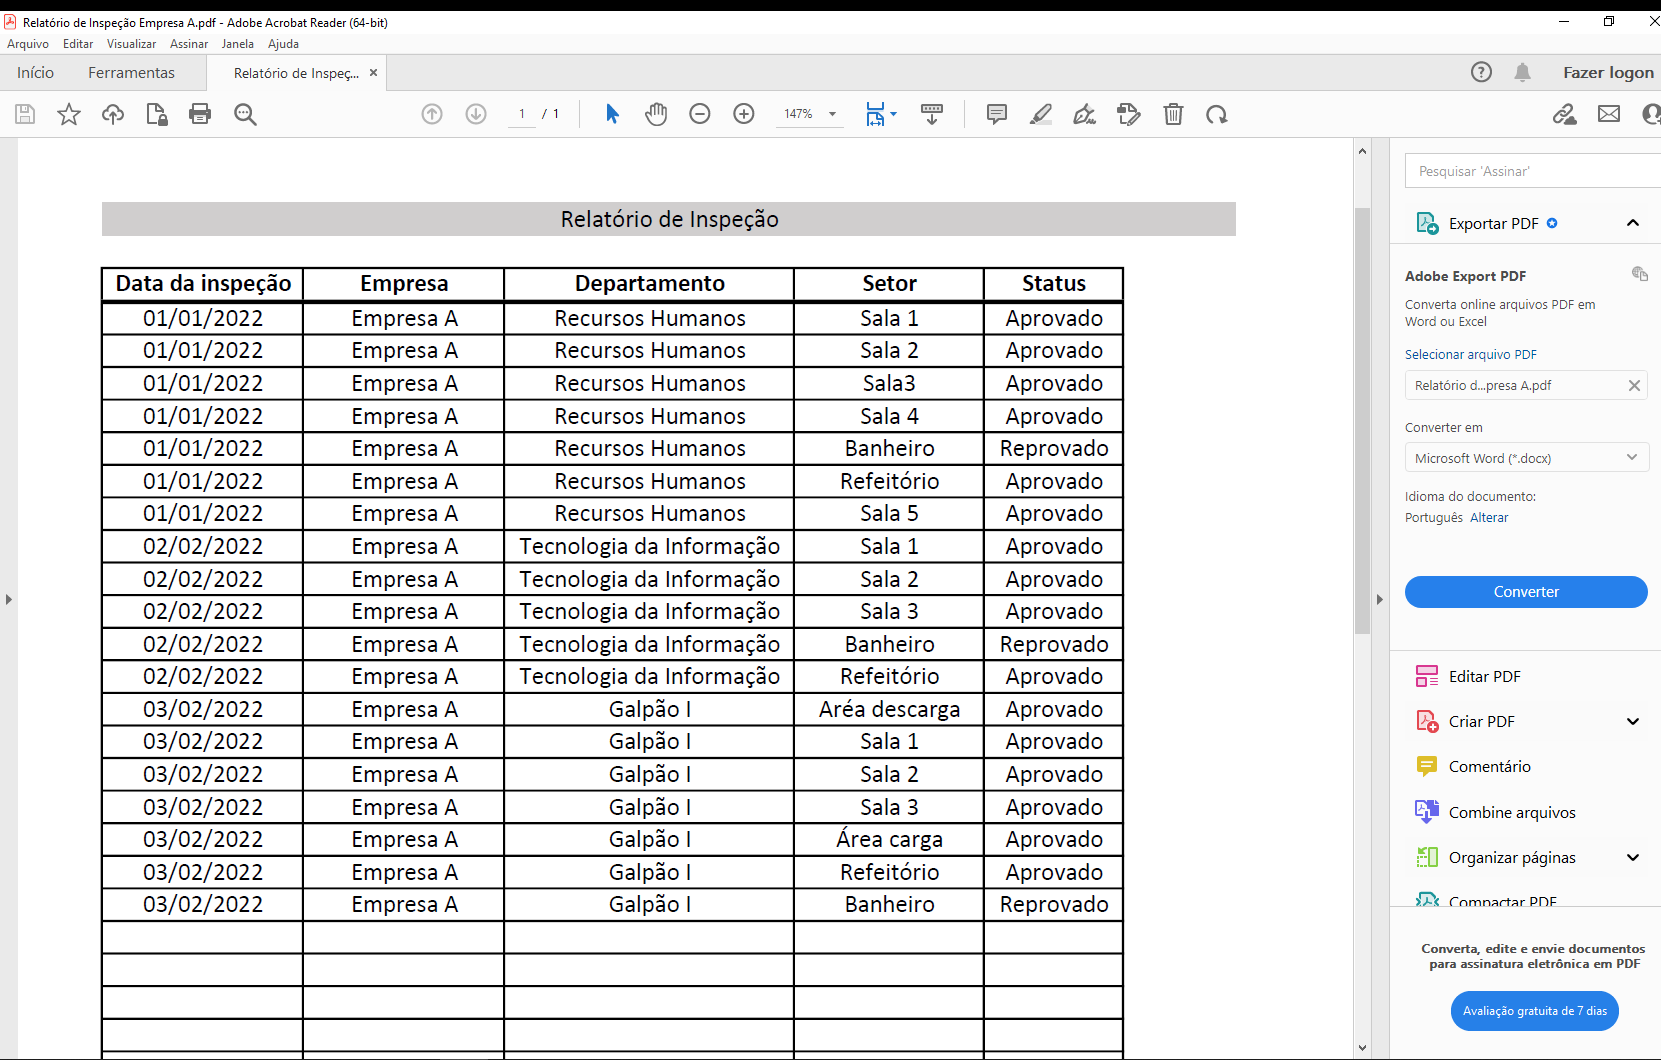 Relatório de Inspeção Empresa A.pdf - Adobe Acrobat Reader (64-bit)
Arquivo Editar Visualizar Assinar Janela Ajuda
Início Ferramentas Relatório de Inspeç... × Fazer logon
1 / 1 147%
Relatório de Inspeção
Data da inspeção Empresa Departamento Setor Status
01/01/2022 Empresa A Recursos Humanos Sala 1 Aprovado
01/01/2022 Empresa A Recursos Humanos Sala 2 Aprovado
01/01/2022 Empresa A Recursos Humanos Sala3 Aprovado
01/01/2022 Empresa A Recursos Humanos Sala 4 Aprovado
01/01/2022 Empresa A Recursos Humanos Banheiro Reprovado
01/01/2022 Empresa A Recursos Humanos Refeitório Aprovado
01/01/2022 Empresa A Recursos Humanos Sala 5 Aprovado
02/02/2022 Empresa A Tecnologia da Informação Sala 1 Aprovado
02/02/2022 Empresa A Tecnologia da Informação Sala 2 Aprovado
02/02/2022 Empresa A Tecnologia da Informação Sala 3 Aprovado
02/02/2022 Empresa A Tecnologia da Informação Banheiro Reprovado
02/02/2022 Empresa A Tecnologia da Informação Refeitório Aprovado
03/02/2022 Empresa A Galpão I Aréa descarga Aprovado
03/02/2022 Empresa A Galpão I Sala 1 Aprovado
03/02/2022 Empresa A Galpão I Sala 2 Aprovado
03/02/2022 Empresa A Galpão I Sala 3 Aprovado
03/02/2022 Empresa A Galpão I Área carga Aprovado
03/02/2022 Empresa A Galpão I Refeitório Aprovado
03/02/2022 Empresa A Galpão I Banheiro Reprovado
Pesquisar 'Assinar'
Exportar PDF
Adobe Export PDF
Converta online arquivos PDF em
Word ou Excel
Selecionar arquivo PDF
Relatório d...presa A.pdf
Converter em
Microsoft Word (*.docx)
Idioma do documento:
Português Alterar
Converter
Editar PDF
Criar PDF
Comentário
Combine arquivos
Organizar páginas
Compactar PDF
Converta, edite e envie documentos
para assinatura eletrônica em PDF
Avaliação gratuita de 7 dias